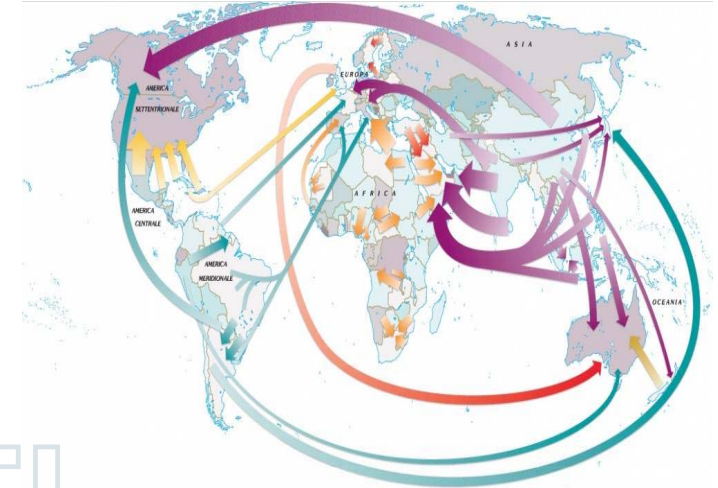 ASIA
EUROPA
AMERICA
SETTENTRIONALE
AFRICA
AMERICA
CENTRALE
AMERICA
MERIDIONALE
OCEANIA